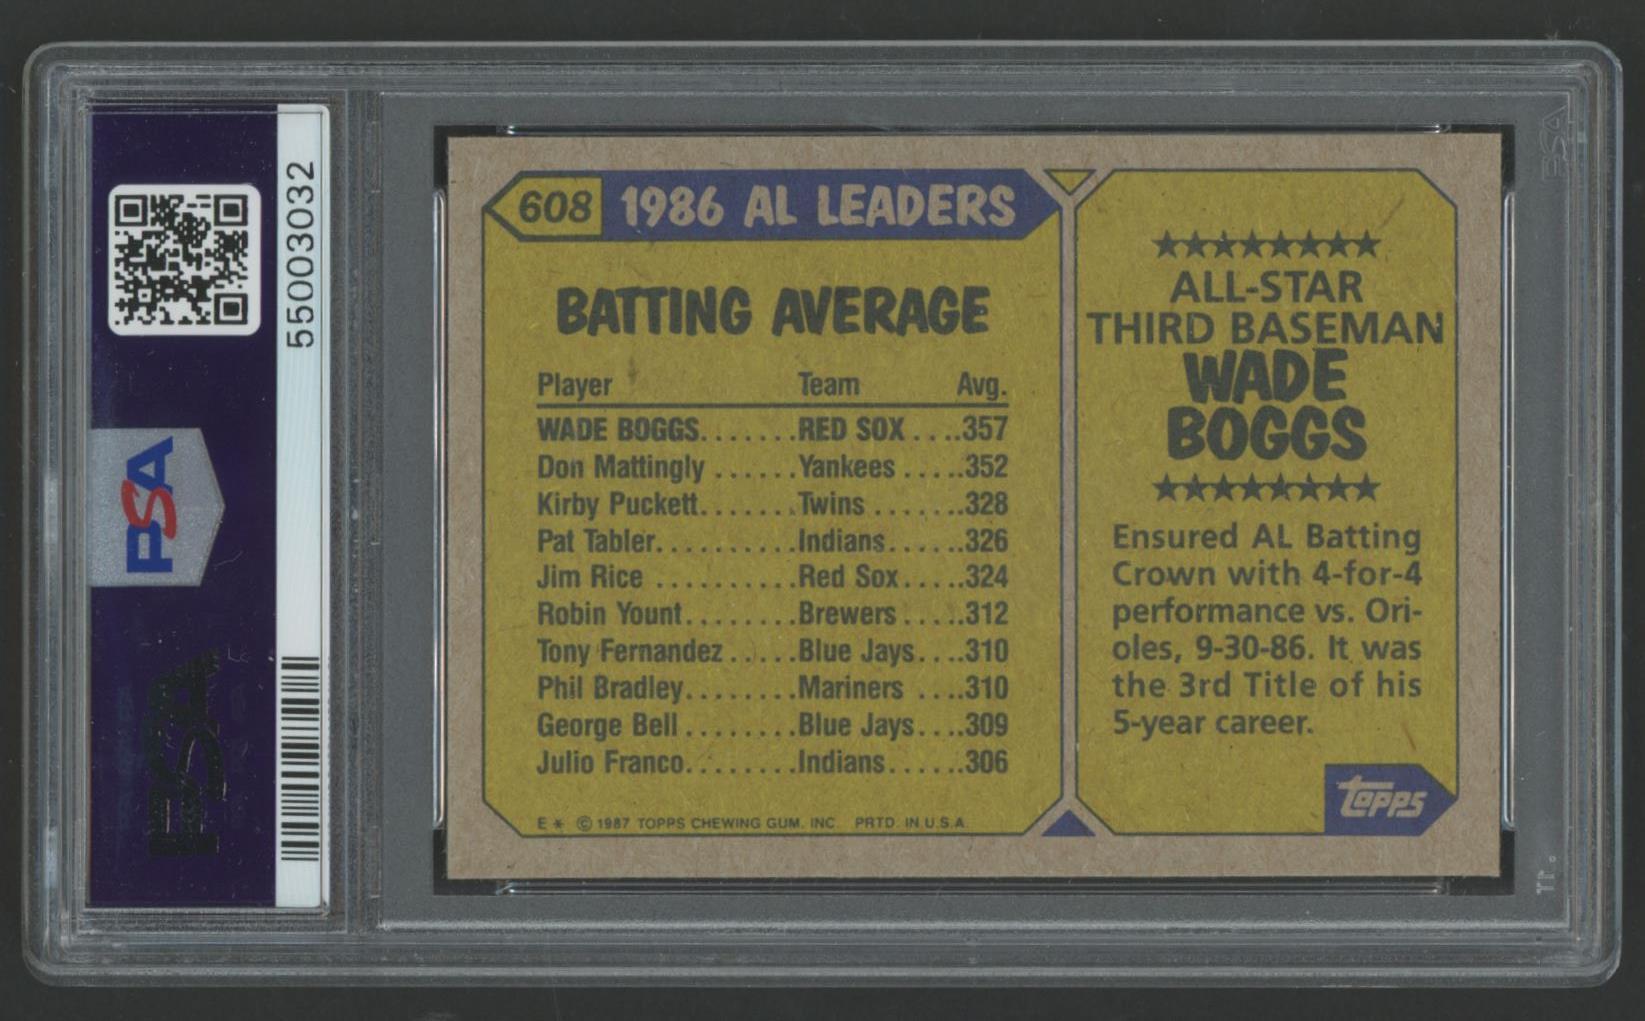 PSA
55003032
608 1986 AL LEADERS
BATTING AVERAGE
Player Team Avg.
WADE BOGGS.......RED SOX....357
Don Mattingly ......Yankees .....352
Kirby Puckett.......Twins .......328
Pat Tabler..........Indians......326
Jim Rice ..........Red Sox.....324
Robin Yount........Brewers .....312
Tony Fernandez .....Blue Jays....310
Phil Bradley........Mariners ....310
George Bell ........Blue Jays....309
Julio Franco........Indians......306
E * © 1987 TOPPS CHEWING GUM, INC. PRTD. IN U.S.A.
★★★★★★★★
ALL-STAR
THIRD BASEMAN
WADE
BOGGS
★★★★★★★★
Ensured AL Batting
Crown with 4-for-4
performance vs. Ori-
oles, 9-30-86. It was
the 3rd Title of his
5-year career.
topps
PSA
PSA